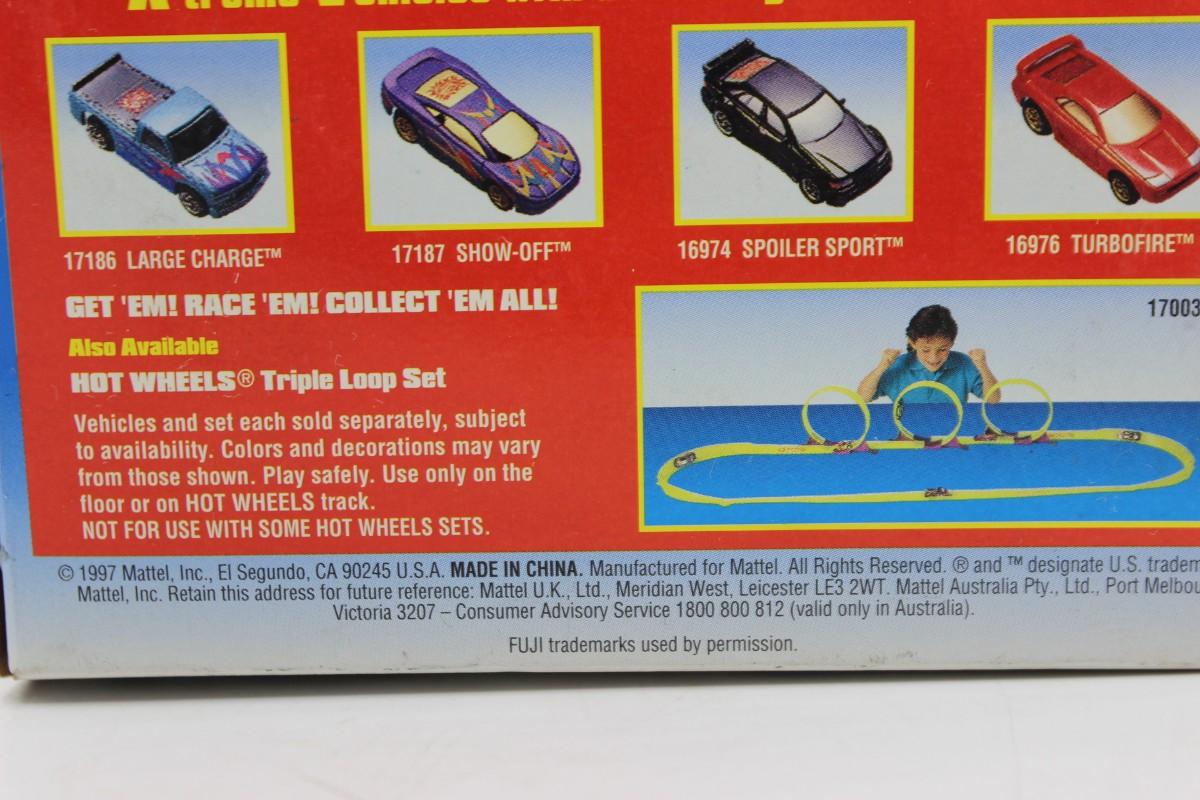 17186 LARGE CHARGE™
17187 SHOW-OFF™
16974 SPOILER SPORT™
16976 TURBOFIRE™
GET 'EM! RACE 'EM! COLLECT 'EM ALL!
Also Available
HOT WHEELS® Triple Loop Set
Vehicles and set each sold separately, subject
to availability. Colors and decorations may vary
from those shown. Play safely. Use only on the
floor or on HOT WHEELS track.
NOT FOR USE WITH SOME HOT WHEELS SETS.
17003
© 1997 Mattel, Inc., El Segundo, CA 90245 U.S.A. MADE IN CHINA. Manufactured for Mattel. All Rights Reserved. ® and ™ designate U.S. tradem
Mattel, Inc. Retain this address for future reference: Mattel U.K., Ltd., Meridian West, Leicester LE3 2WT. Mattel Australia Pty., Ltd., Port Melbou
Victoria 3207 – Consumer Advisory Service 1800 800 812 (valid only in Australia).
FUJI trademarks used by permission.